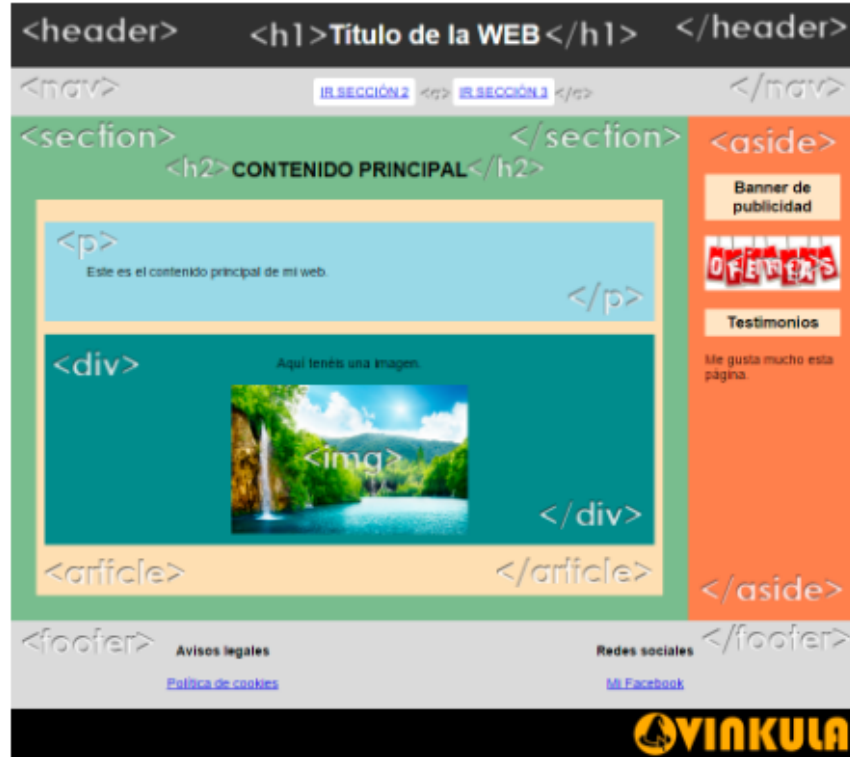 <header> <h1>Título de la WEB</h1> </header>
<nav> IR SECCIÓN 2 <a> IR SECCIÓN 3 </a> </nav>
<section> </section>
<h2>CONTENIDO PRINCIPAL</h2>
<p>
Este es el contenido principal de mi web.
</p>
<div>
Aquí tenéis una imagen.
<img>
</div>
<article> </article>
<aside>
Banner de
publicidad
OFERTAS
Testimonios
Me gusta mucho esta
página.
</aside>
<footer> </footer>
Avisos legales Redes sociales
Política de cookies Mi Facebook
VINKULA